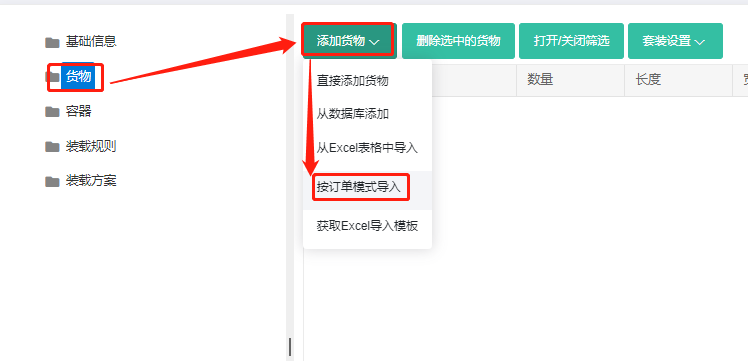 基础信息
货物
容器
装载规则
装载方案
添加货物
删除选中的货物
打开/关闭筛选
套装设置
数量
长度
直接添加货物
从数据库添加
从Excel表格中导入
按订单模式导入
获取Excel导入模板